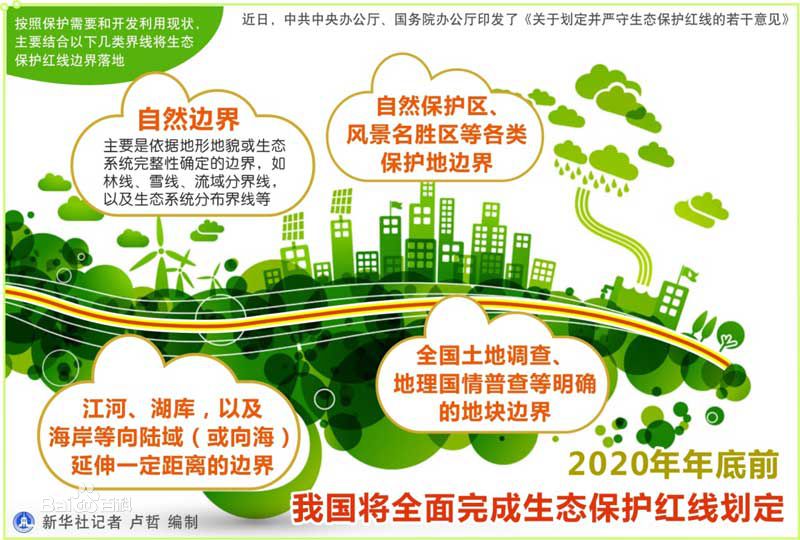 近日，中共中央办公厅、国务院办公厅印发了《关于划定并严守生态保护红线的若干意见》
按照保护需要和开发利用现状，
主要结合以下几类界线将生态
保护红线边界落地
自然边界
主要是依据地形地貌或生态
系统完整性确定的边界，如
林线、雪线、流域分界线，
以及生态系统分布界线等
自然保护区、
风景名胜区等各类
保护地边界
江河、湖库，以及
海岸等向陆域（或向海）
延伸一定距离的边界
全国土地调查、
地理国情普查等明确
的地块边界
2020年年底前
我国将全面完成生态保护红线划定
Bai百科
新华社记者 卢哲 编制